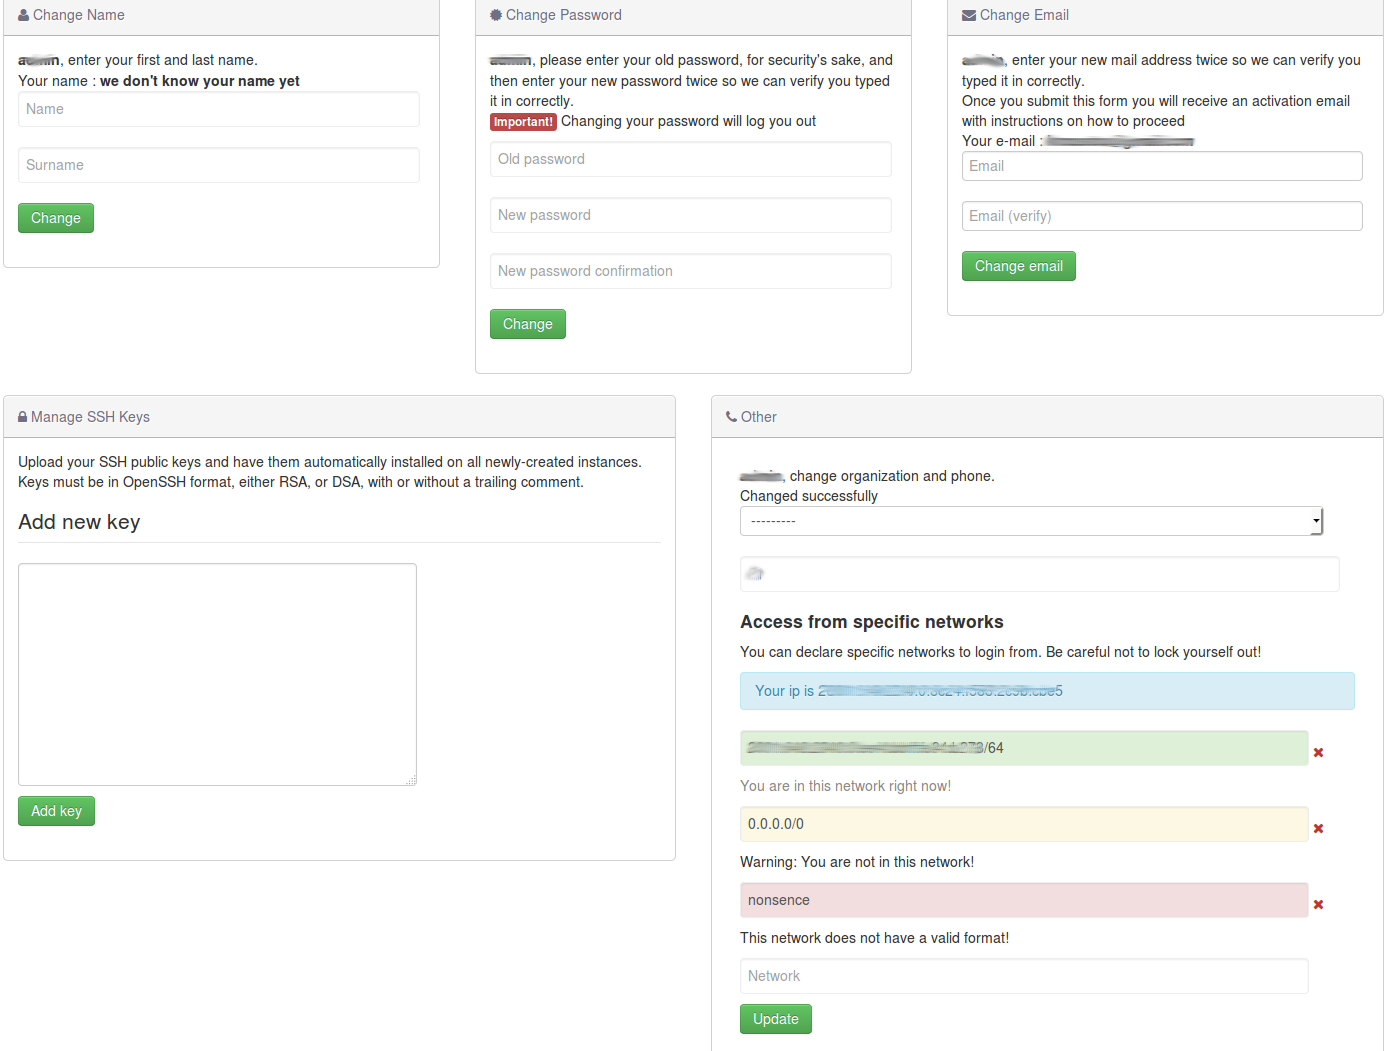 Change Name
, enter your first and last name.
Your name : we don't know your name yet
Name
Surname
Change
Change Password
, please enter your old password, for security's sake, and
then enter your new password twice so we can verify you typed
it in correctly.
Important! Changing your password will log you out
Old password
New password
New password confirmation
Change
Change Email
, enter your new mail address twice so we can verify you
typed it in correctly.
Once you submit this form you will receive an activation email
with instructions on how to proceed
Your e-mail :
Email
Email (verify)
Change email
Manage SSH Keys
Upload your SSH public keys and have them automatically installed on all newly-created instances.
Keys must be in OpenSSH format, either RSA, or DSA, with or without a trailing comment.
Add new key
Add key
Other
, change organization and phone.
Changed successfully
---------
Access from specific networks
You can declare specific networks to login from. Be careful not to lock yourself out!
Your ip is
/64
You are in this network right now!
0.0.0.0/0
Warning: You are not in this network!
nonsence
This network does not have a valid format!
Network
Update